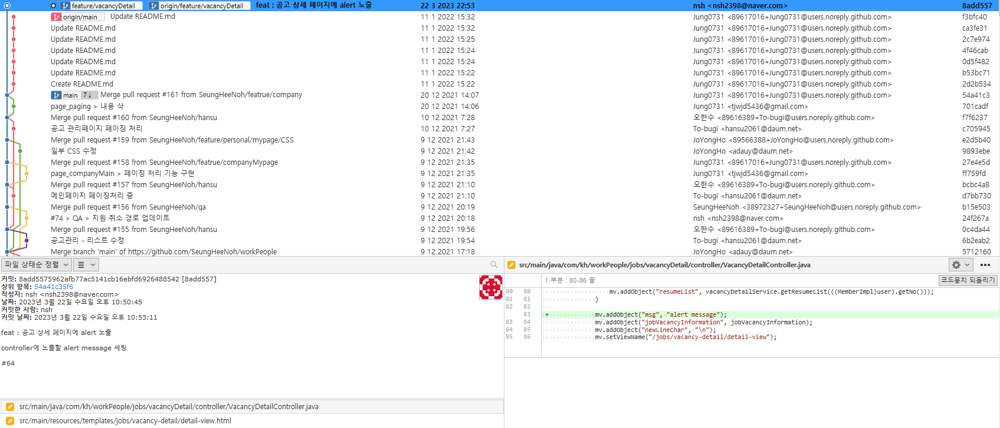 feature/vacancyDetail origin/feature/vacancyDetail feat : 공고 상세 페이지에 alert 노출 22 3 2023 22:53 nsh <nsh2398@naver.com> 8add557
origin/main Update README.md 11 1 2022 15:32 Jung0731 <89617016+Jung0731@users.noreply.github.com> f3bfc40
Update README.md 11 1 2022 15:32 Jung0731 <89617016+Jung0731@users.noreply.github.com> ca3fe31
Update README.md 11 1 2022 15:25 Jung0731 <89617016+Jung0731@users.noreply.github.com> 2c7e974
Update README.md 11 1 2022 15:24 Jung0731 <89617016+Jung0731@users.noreply.github.com> 4f46cab
Update README.md 11 1 2022 15:24 Jung0731 <89617016+Jung0731@users.noreply.github.com> 0d5f482
Update README.md 11 1 2022 15:22 Jung0731 <89617016+Jung0731@users.noreply.github.com> b53bc71
Create README.md 11 1 2022 15:22 Jung0731 <89617016+Jung0731@users.noreply.github.com> 2d2b534
main 7↓ Merge pull request #161 from SeungHeeNoh/featrue/company 20 12 2021 14:07 Jung0731 <89617016+Jung0731@users.noreply.github.com> 54a41c3
page_paging > 내용 삭 20 12 2021 14:06 Jung0731 <tjwjd5436@gmail.com> 701cadf
Merge pull request #160 from SeungHeeNoh/hansu 10 12 2021 7:28 오한수 <89616389+To-bugi@users.noreply.github.com> f7f6237
공고 관리페이지 페이징 처리 10 12 2021 7:27 To-bugi <hansu2061@daum.net> c705945
Merge pull request #159 from SeungHeeNoh/feature/personal/mypage/CSS 9 12 2021 21:43 JoYongHo <89566388+JoYongHo@users.noreply.github.com> e2d5b40
일부 CSS 수정 9 12 2021 21:42 JoYongHo <adauy@daum.net> 9893ebe
Merge pull request #158 from SeungHeeNoh/featrue/companyMypage 9 12 2021 21:35 Jung0731 <89617016+Jung0731@users.noreply.github.com> 27e4e5d
page_companyMain > 페이징 처리 기능 구현 9 12 2021 21:35 Jung0731 <tjwjd5436@gmail.com> ff759fd
Merge pull request #157 from SeungHeeNoh/hansu 9 12 2021 21:10 오한수 <89616389+To-bugi@users.noreply.github.com> bcbc4a8
메인페이지 페이징처리 중 9 12 2021 21:10 To-bugi <hansu2061@daum.net> d7bb730
Merge pull request #156 from SeungHeeNoh/qa 9 12 2021 20:19 SeungHeeNoh <38972327+SeungHeeNoh@users.noreply.github.com> b15e503
#74 > QA > 지원 취소 경로 업데이트 9 12 2021 20:18 nsh <nsh2398@naver.com> 24f267a
Merge pull request #155 from SeungHeeNoh/hansu 9 12 2021 19:56 오한수 <89616389+To-bugi@users.noreply.github.com> 0c4da44
공고관리 - 리스트 수정 9 12 2021 19:54 To-bugi <hansu2061@daum.net> 6b2eab2
Merge branch 'main' of https://github.com/SeungHeeNoh/workPeople 9 12 2021 17:18 JoYongHo <adauy@daum.net> 5712160
파일 상태순 정렬
커밋: 8add5575962afb77ac5141cb16ebfd6926488542 [8add557]
상위 항목: 54a41c35f6
작성자: nsh <nsh2398@naver.com>
날짜: 2023년 3월 22일 수요일 오후 10:50:45
커밋한 사람: nsh
커밋 날짜: 2023년 3월 22일 수요일 오후 10:53:11
feat : 공고 상세 페이지에 alert 노출
controller에 노출할 alert message 세팅
#64
src/main/java/com/kh/workPeople/jobs/vacancyDetail/controller/VacancyDetailController.java
src/main/resources/templates/jobs/vacancy-detail/detail-view.html
src/main/java/com/kh/workPeople/jobs/vacancyDetail/controller/VacancyDetailController.java
1 부분 : 80-86 줄 코드뭉치 되돌리기
80 80 mv.addObject("resumeList", vacancyDetailService.getResumeList(((MemberImpl)user).getNo()));
81 81 }
82 82
83 + mv.addObject("msg", "alert message");
83 84 mv.addObject("jobVacancyInformation", jobVacancyInformation);
84 85 mv.addObject("newLineChar", "\n");
85 86 mv.setViewName("/jobs/vacancy-detail/detail-view");